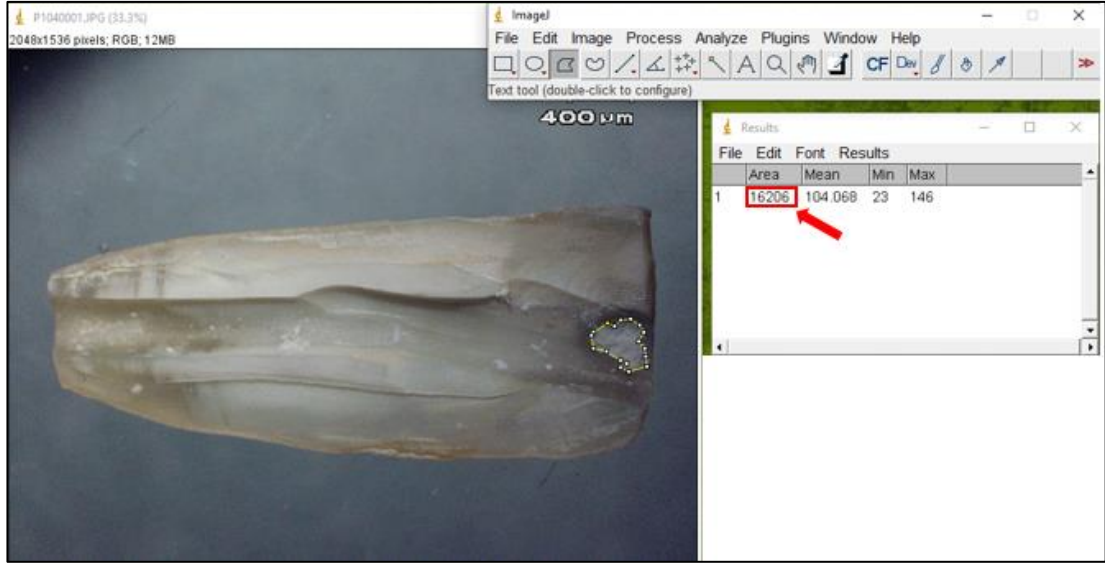 P1040001.JPG (33.3%)
2048x1536 pixels; RGB; 12MB
ImageJ
File Edit Image Process Analyze Plugins Window Help
A CF Dev
Text tool (double-click to configure)
400 μm
Results
File Edit Font Results
Area Mean Min Max
1 16206 104.068 23 146